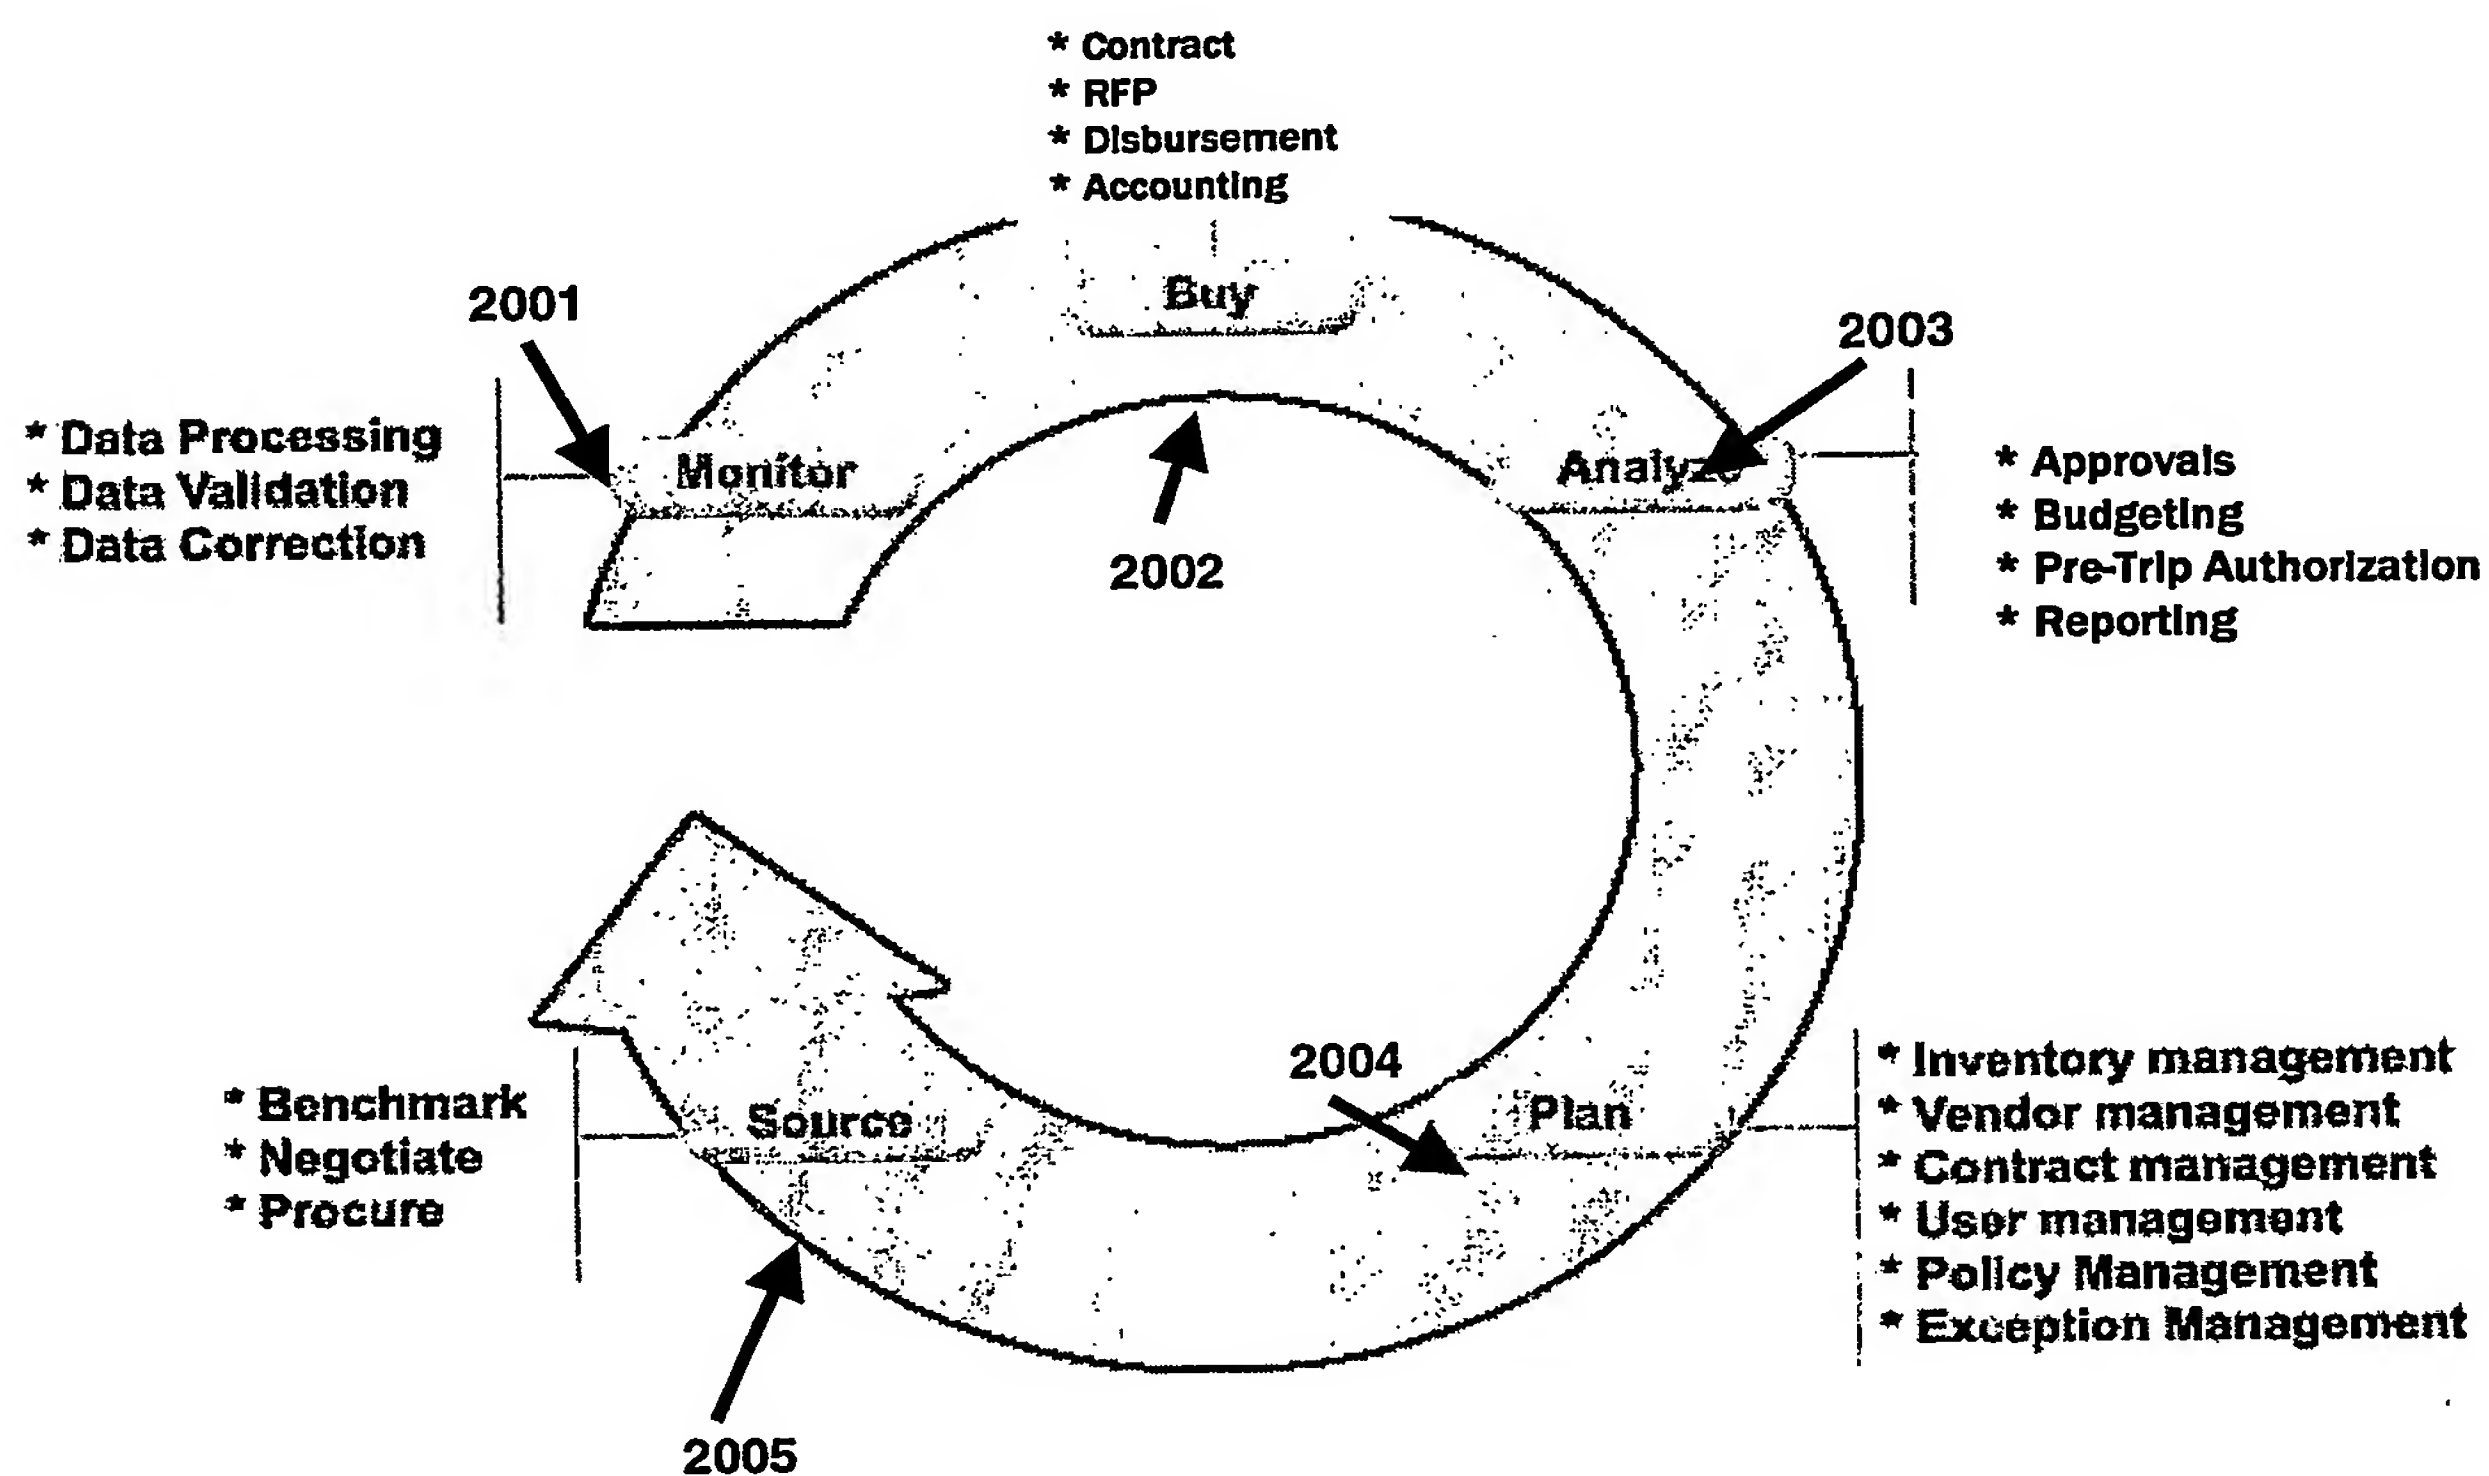 * Contract
* RFP
* Disbursement
* Accounting
Buy
2001
2003
* Data Processing
* Data Validation
* Data Correction
Monitor
Analyze
* Approvals
* Budgeting
* Pre-Trip Authorization
* Reporting
2002
2004
* Benchmark
* Negotiate
* Procure
Source
Plan
* Inventory management
* Vendor management
* Contract management
* User management
* Policy Management
* Exception Management
2005